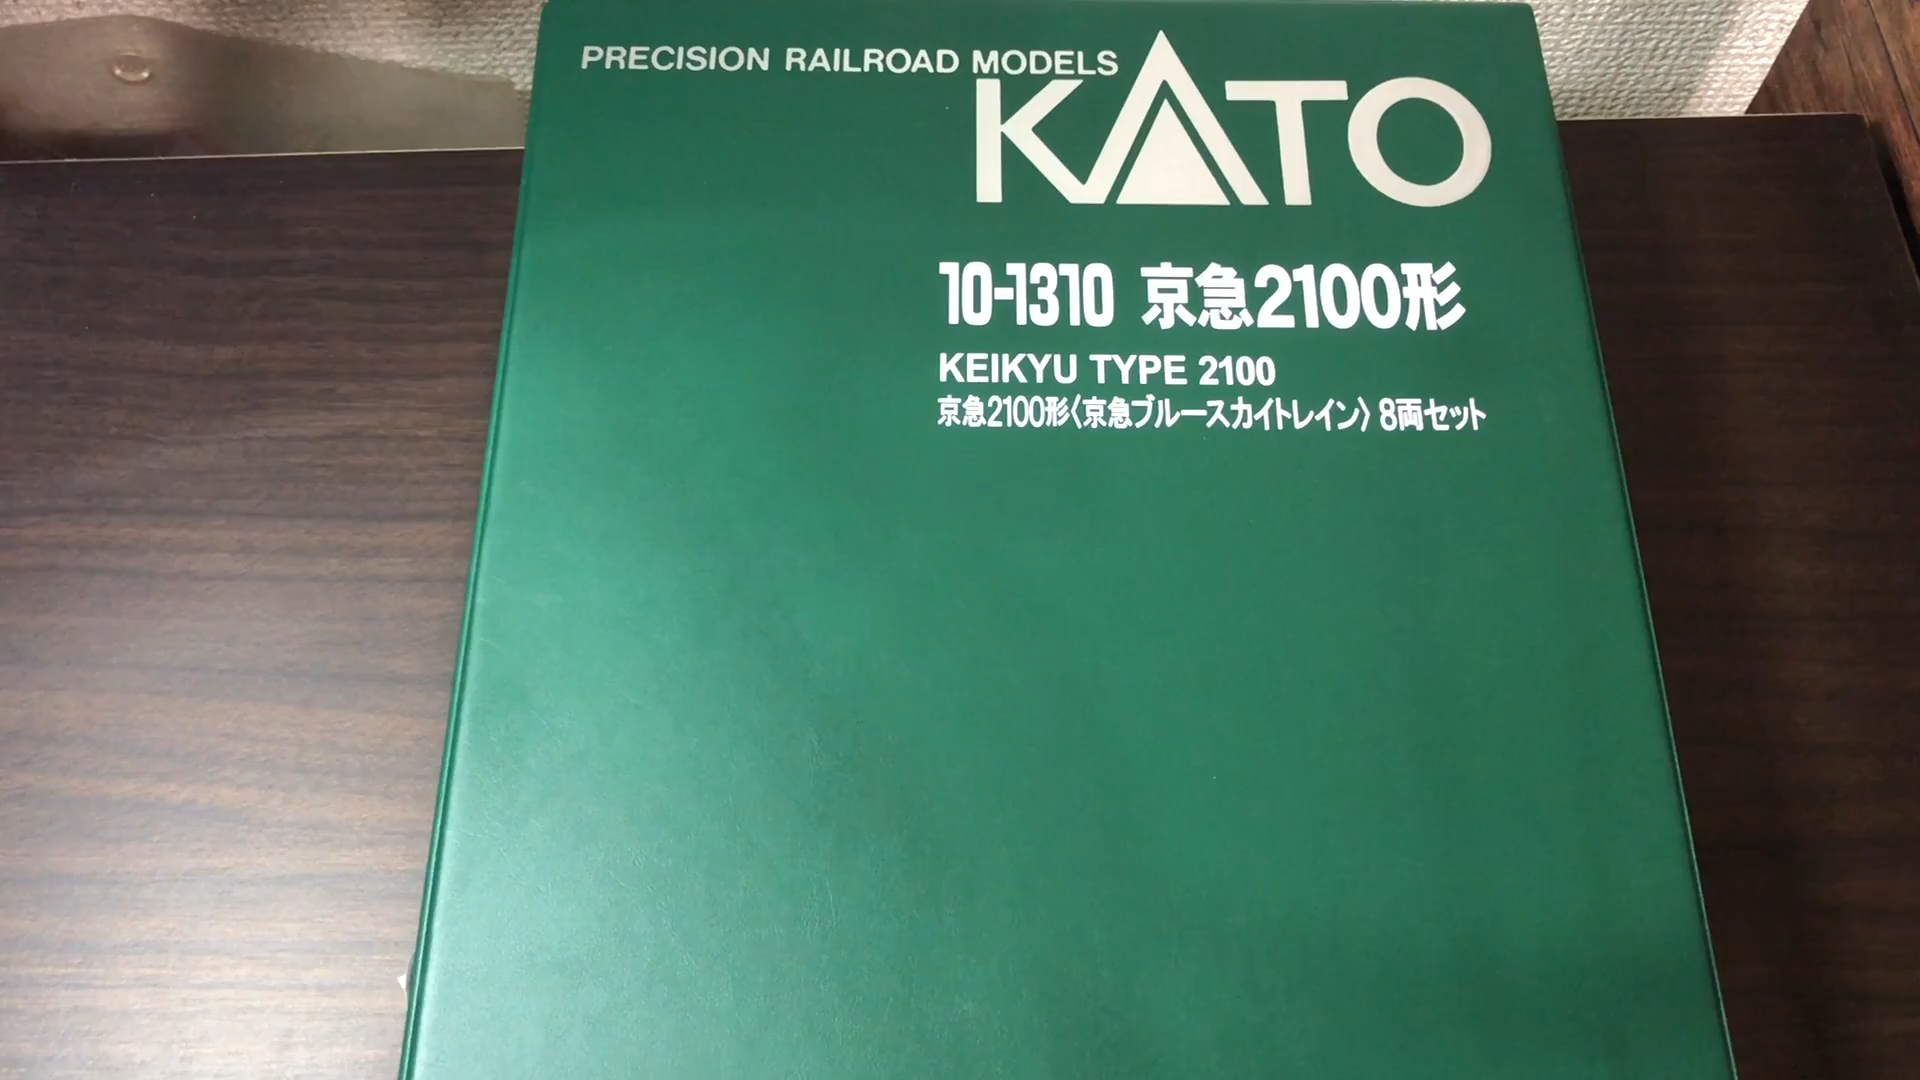 PRECISION RAILROAD MODELS
KATO
10-1310 京急2100形
KEIKYU TYPE 2100
京急2100形〈京急ブルースカイトレイン〉8両セット